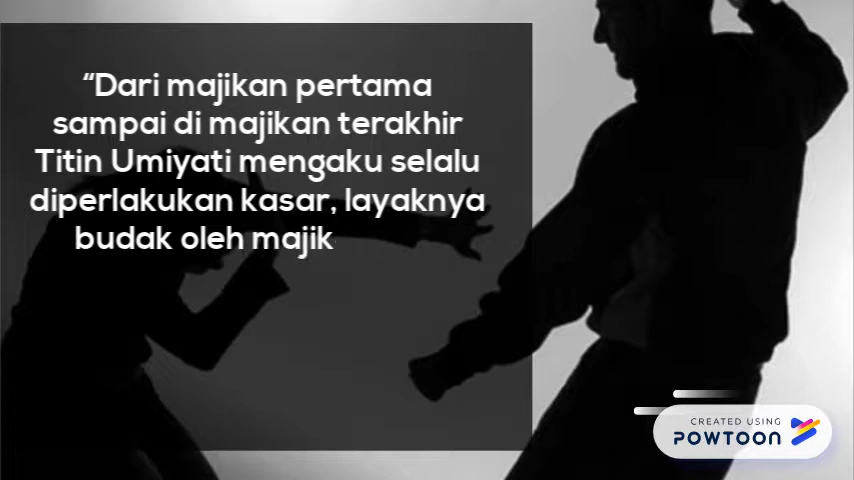 “Dari majikan pertama
sampai di majikan terakhir
Titin Umiyati mengaku selalu
diperlakukan kasar, layaknya
budak oleh majik
CREATED USING
POWTOON